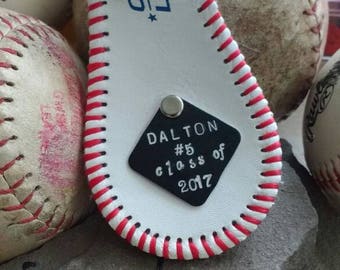 DALTON
#5
class of
2017